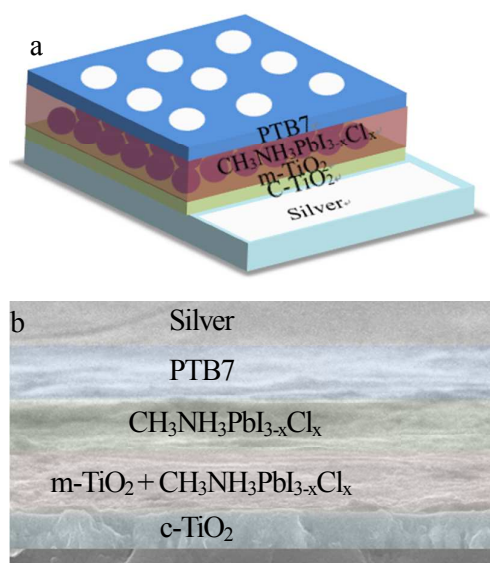 a
PTB7
CH₃NH₃PbI₃₋ₓClₓ
m-TiO₂
C-TiO₂
Silver
b
Silver
PTB7
CH₃NH₃PbI₃₋ₓClₓ
m-TiO₂ + CH₃NH₃PbI₃₋ₓClₓ
c-TiO₂